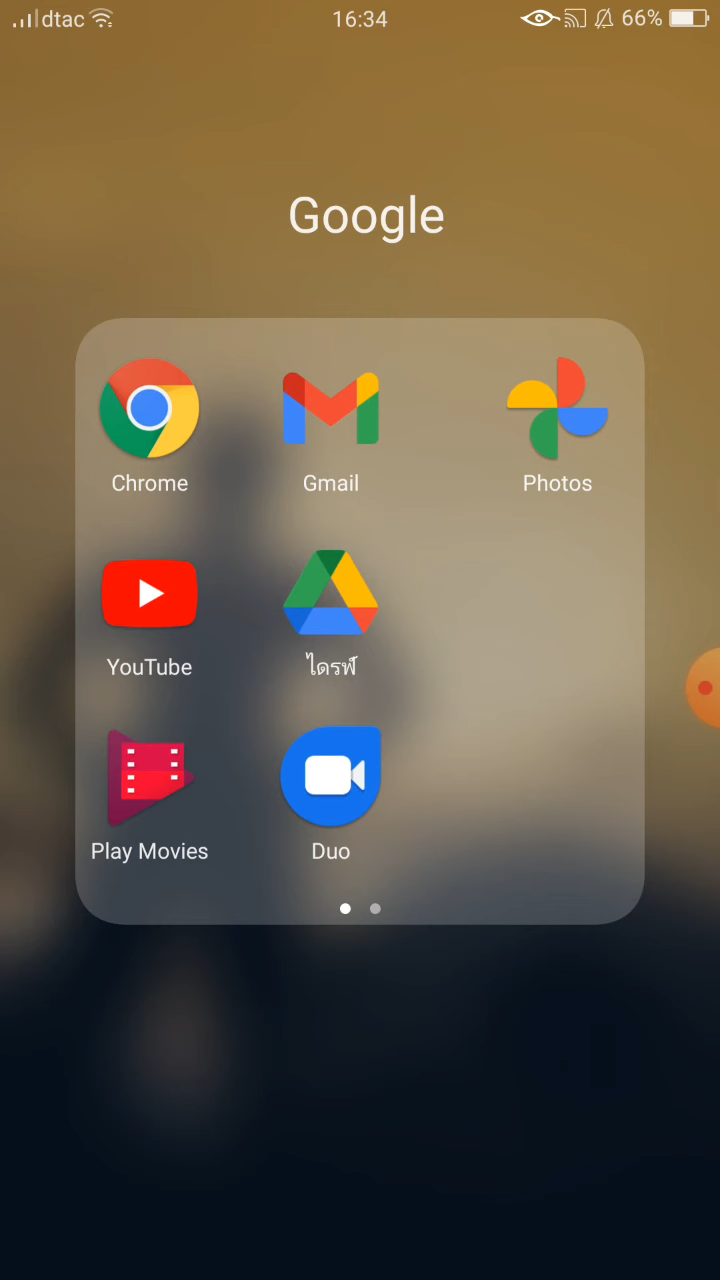 dtac 16:34 66%
Google
Chrome Gmail Photos
YouTube ไดรฟ์
Play Movies Duo